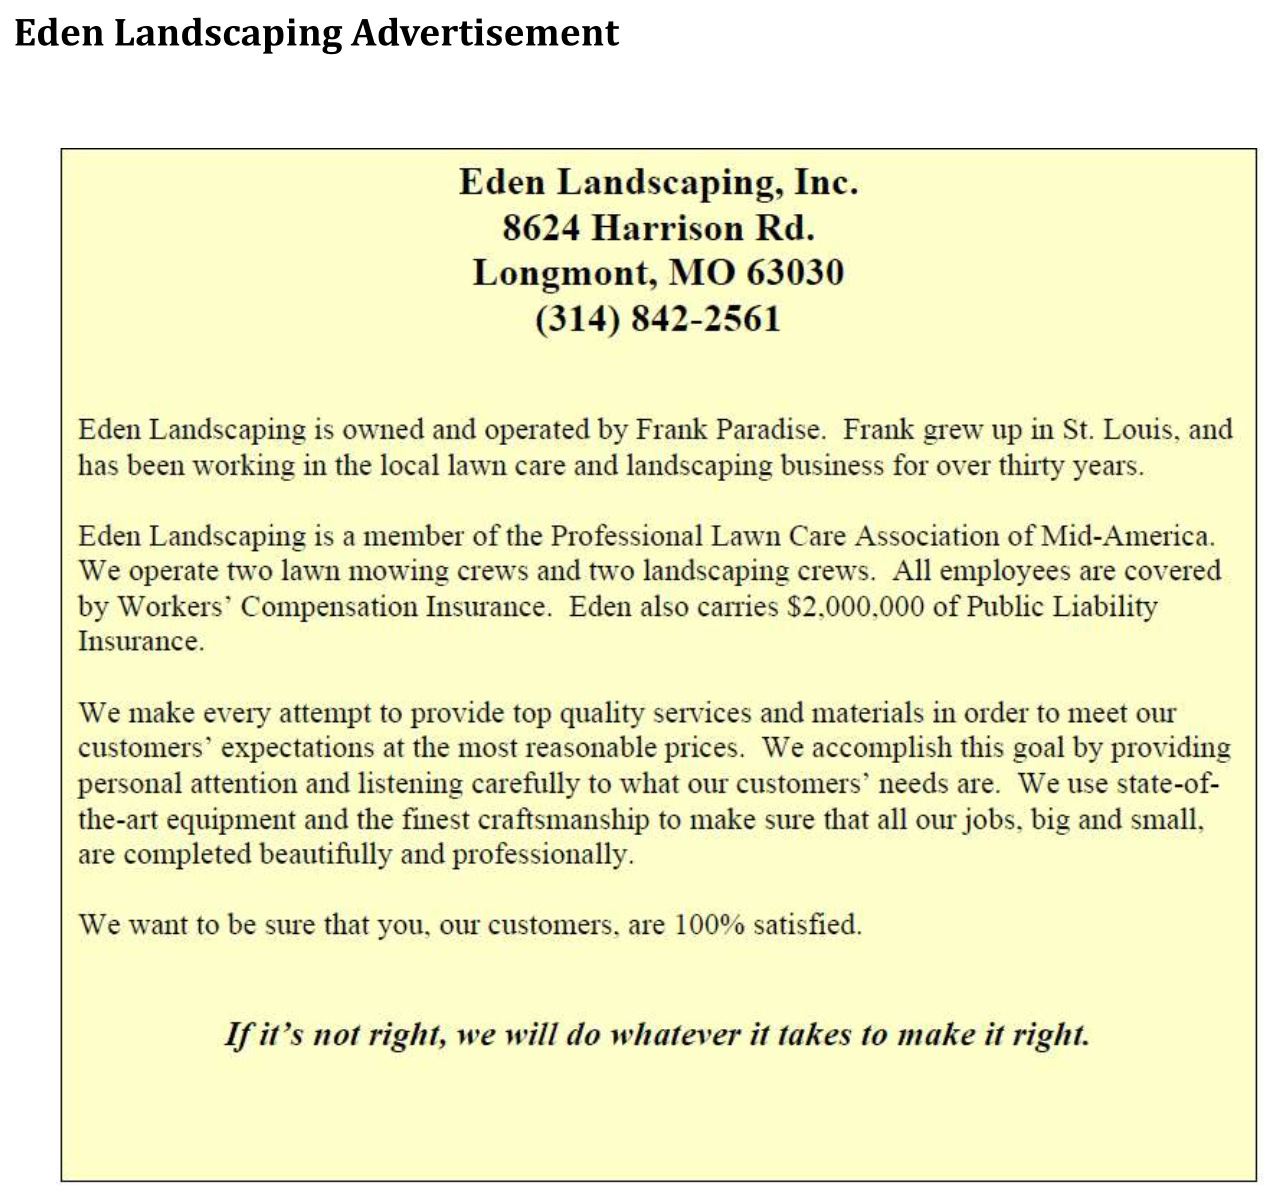 Eden Landscaping Advertisement
Eden Landscaping, Inc.
8624 Harrison Rd.
Longmont, MO 63030
(314) 842-2561
Eden Landscaping is owned and operated by Frank Paradise.  Frank grew up in St. Louis, and
has been working in the local lawn care and landscaping business for over thirty years.
Eden Landscaping is a member of the Professional Lawn Care Association of Mid-America.
We operate two lawn mowing crews and two landscaping crews.  All employees are covered
by Workers’ Compensation Insurance.  Eden also carries $2,000,000 of Public Liability
Insurance.
We make every attempt to provide top quality services and materials in order to meet our
customers’ expectations at the most reasonable prices.  We accomplish this goal by providing
personal attention and listening carefully to what our customers’ needs are.  We use state-of-
the-art equipment and the finest craftsmanship to make sure that all our jobs, big and small,
are completed beautifully and professionally.
We want to be sure that you, our customers, are 100% satisfied.
If it’s not right, we will do whatever it takes to make it right.